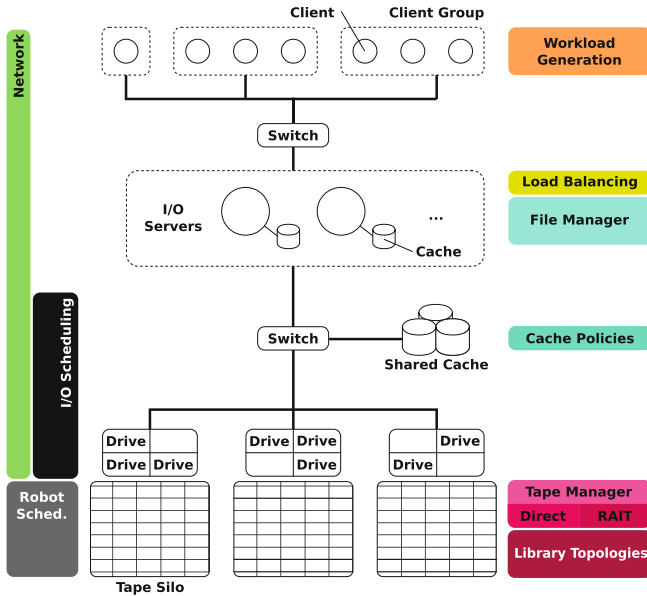 Client
Client Group
Network
Workload
Generation
Switch
Load Balancing
I/O
Servers
...
File Manager
Cache
I/O Scheduling
Switch
Cache Policies
Shared Cache
Drive
Drive Drive
Drive Drive
Drive
Drive
Drive
Robot
Sched.
Tape Manager
Direct
RAIT
Library Topologies
Tape Silo